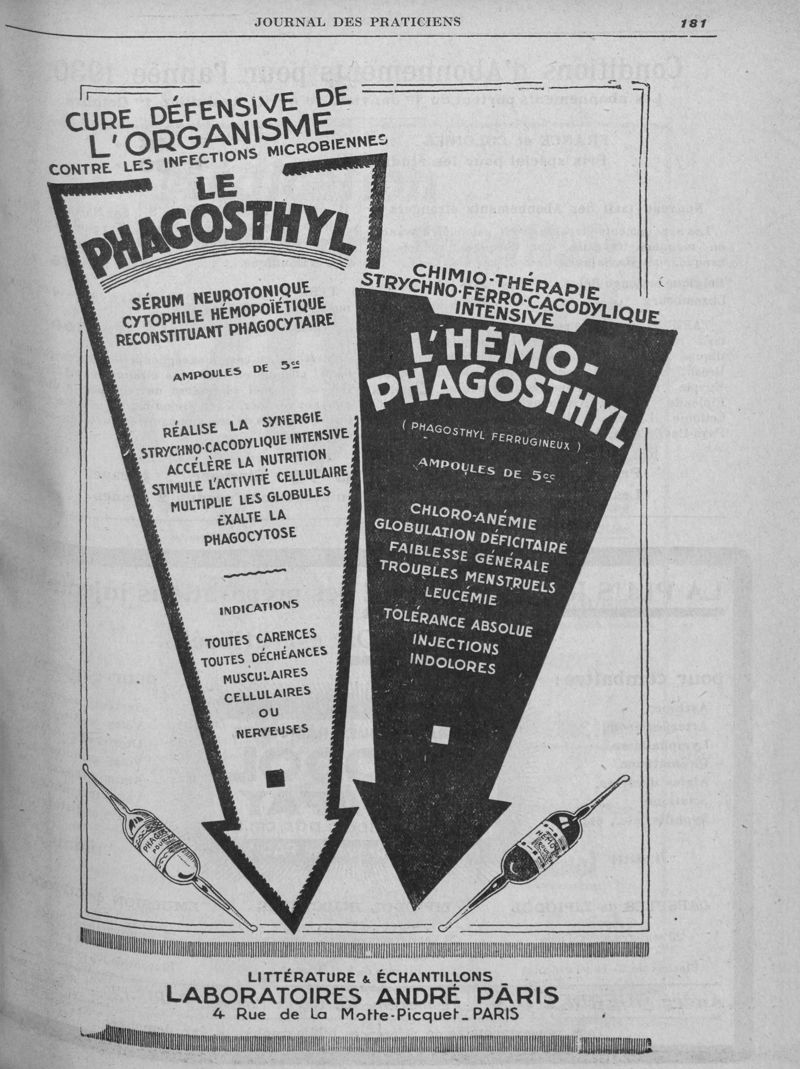 JOURNAL DES PRATICIENS
181
CURE DÉFENSIVE DE
L'ORGANISME
CONTRE LES INFECTIONS MICROBIENNES
LE
PHAGOSTHYL
SÉRUM NEUROTONIQUE
CYTOPHILE HÉMOPOÏÉTIQUE
RECONSTITUANT PHAGOCYTAIRE
AMPOULES DE 5cc
RÉALISE LA SYNERGIE
STRYCHNO-CACODYLIQUE INTENSIVE
ACCÉLÈRE LA NUTRITION
STIMULE L'ACTIVITÉ CELLULAIRE
MULTIPLIE LES GLOBULES
EXALTE LA
PHAGOCYTOSE
INDICATIONS
TOUTES CARENCES
TOUTES DÉCHÉANCES
MUSCULAIRES
CELLULAIRES
OU
NERVEUSES
CHIMIO-THÉRAPIE
STRYCHNO-FERRO-CACODYLIQUE
INTENSIVE
L'HÉMO-
PHAGOSTHYL
(PHAGOSTHYL FERRUGINEUX)
AMPOULES DE 5cc
CHLORO-ANÉMIE
GLOBULATION DÉFICITAIRE
FAIBLESSE GÉNÉRALE
TROUBLES MENSTRUELS
LEUCÉMIE
TOLÉRANCE ABSOLUE
INJECTIONS
INDOLORES
LITTÉRATURE & ÉCHANTILLONS
LABORATOIRES ANDRÉ PÂRIS
4 Rue de La Motte-Picquet_PARIS